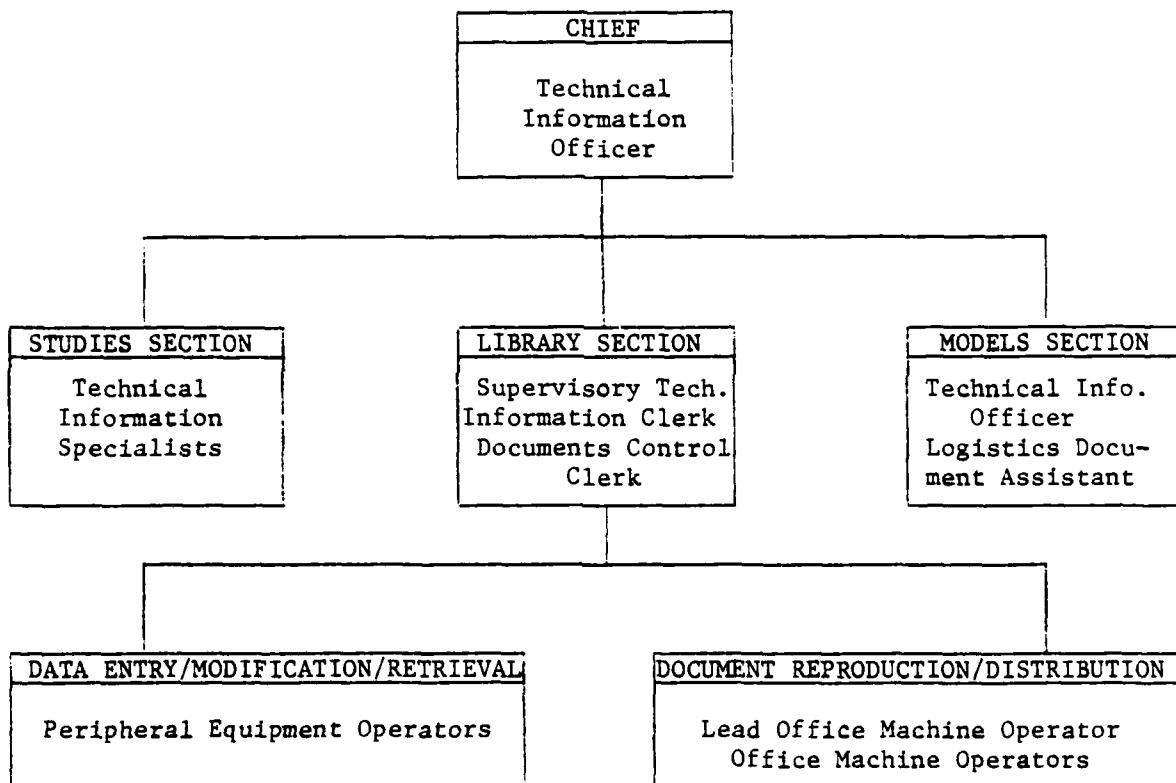 CHIEF
Technical
Information
Officer
STUDIES SECTION
Technical
Information
Specialists
LIBRARY SECTION
Supervisory Tech.
Information Clerk
Documents Control
Clerk
MODELS SECTION
Technical Info.
Officer
Logistics Docu-
ment Assistant
DATA ENTRY/MODIFICATION/RETRIEVAL
Peripheral Equipment Operators
DOCUMENT REPRODUCTION/DISTRIBUTION
Lead Office Machine Operator
Office Machine Operators